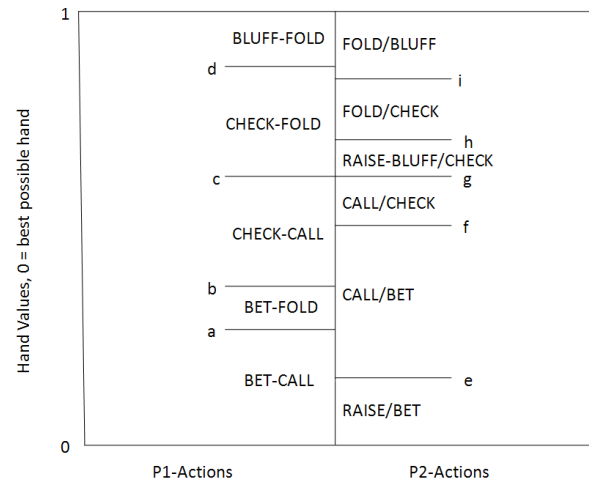 1
BLUFF-FOLD
FOLD/BLUFF
d
i
CHECK-FOLD
FOLD/CHECK
h
RAISE-BLUFF/CHECK
c
g
CALL/CHECK
CHECK-CALL
f
b
CALL/BET
BET-FOLD
a
BET-CALL
e
RAISE/BET
0
Hand Values, 0 = best possible hand
P1-Actions
P2-Actions